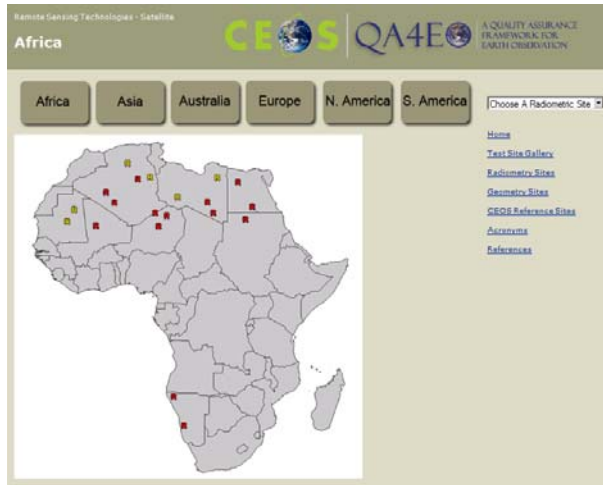 Remote Sensing Technologies - Satellite
Africa
CEOS
QA4EO
A QUALITY ASSURANCE
FRAMEWORK FOR
EARTH OBSERVATION
Africa
Asia
Australia
Europe
N. America
S. America
Choose A Radiometric Site
Home
Test Site Gallery
Radiometry Sites
Geometry Sites
CEOS Reference Sites
Acronyms
References